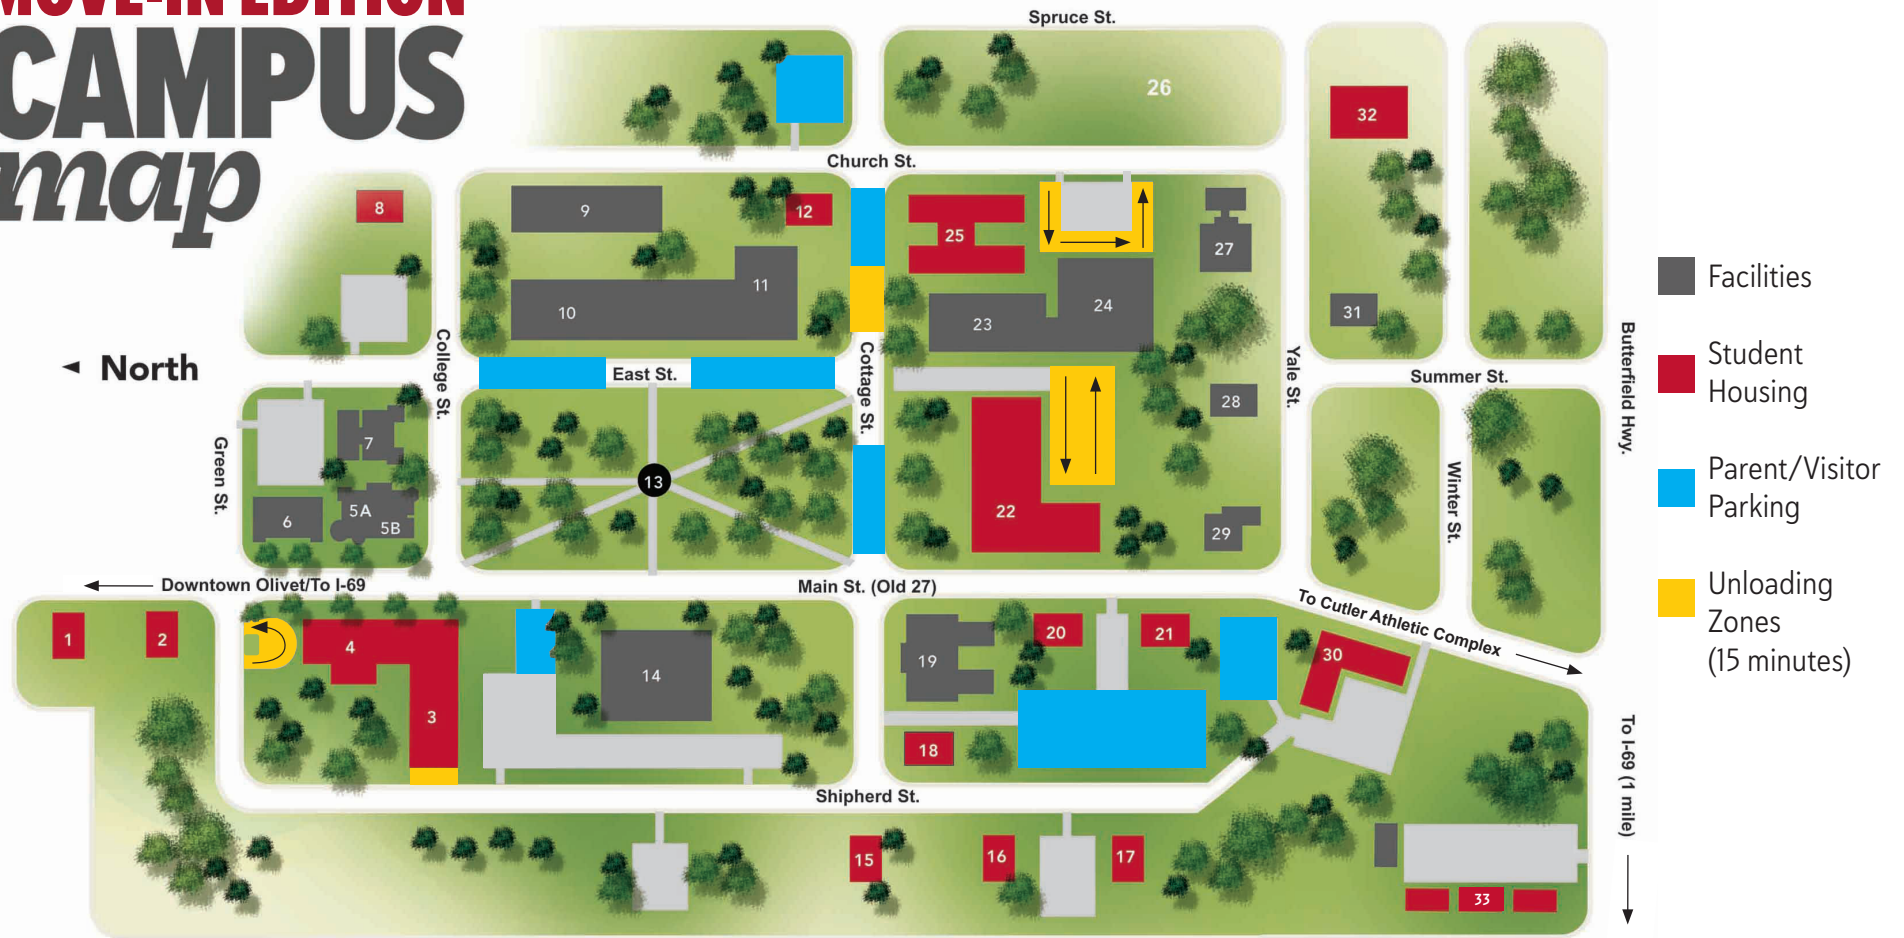 MOVE-IN EDITION
CAMPUS
map
North
Spruce St.
26
32
Church St.
8
9
12
25
27
11
10
23
24
31
College St.
East St.
Cottage St.
Yale St.
Summer St.
Butterfield Hwy.
Green St.
7
6
5A
5B
13
22
28
29
Winter St.
Downtown Olivet/To I-69
Main St. (Old 27)
To Cutler Athletic Complex
1
2
4
3
14
19
20
21
30
18
Shipherd St.
To I-69 (1 mile)
15
16
17
33
Facilities
Student
Housing
Parent/Visitor
Parking
Unloading
Zones
(15 minutes)